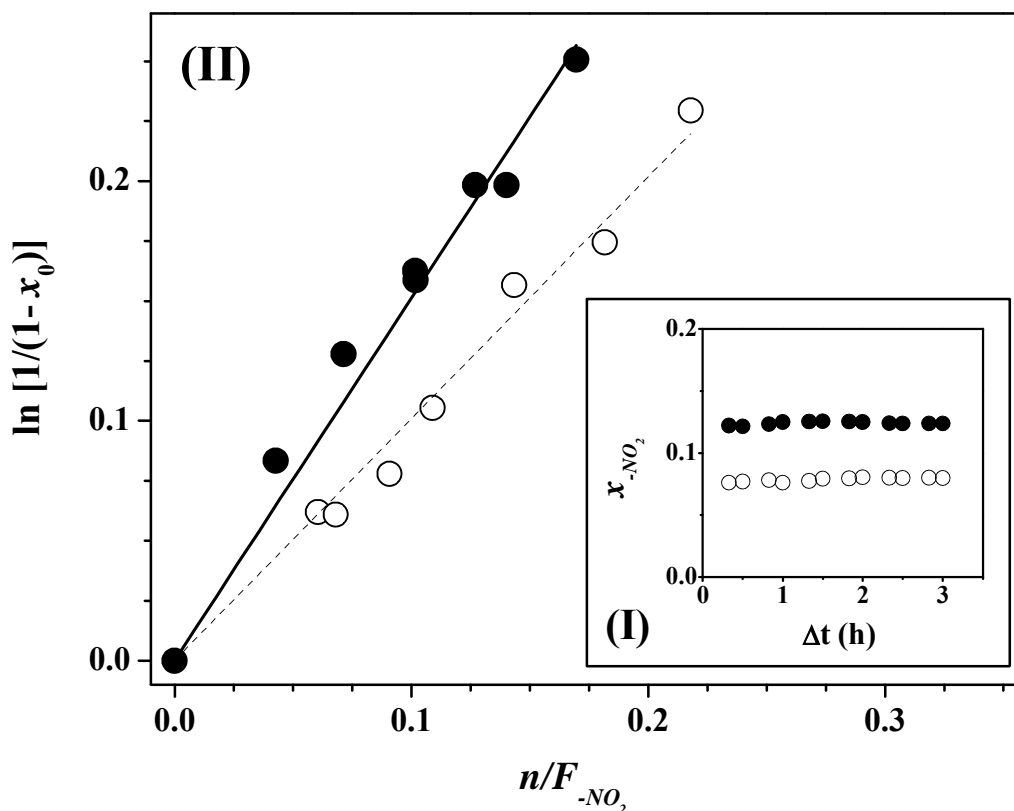 (II)
ln [1/(1- x₀)]
0.2
0.1
0.0
0.0 0.1 0.2 0.3
n/F₋NO₂
x₋NO₂
0.2
0.1
0.0
0 1 2 3
Δt (h)
(I)